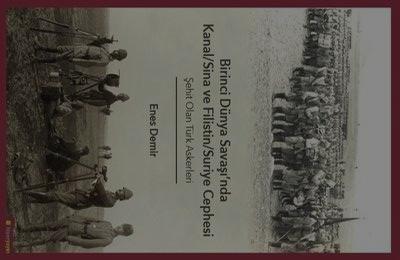 Birinci Dünya Savaşı'nda
Kanal/Sina ve Filistin/Suriye Cephesi
Şehit Olan Türk Askerleri
Enes Demir